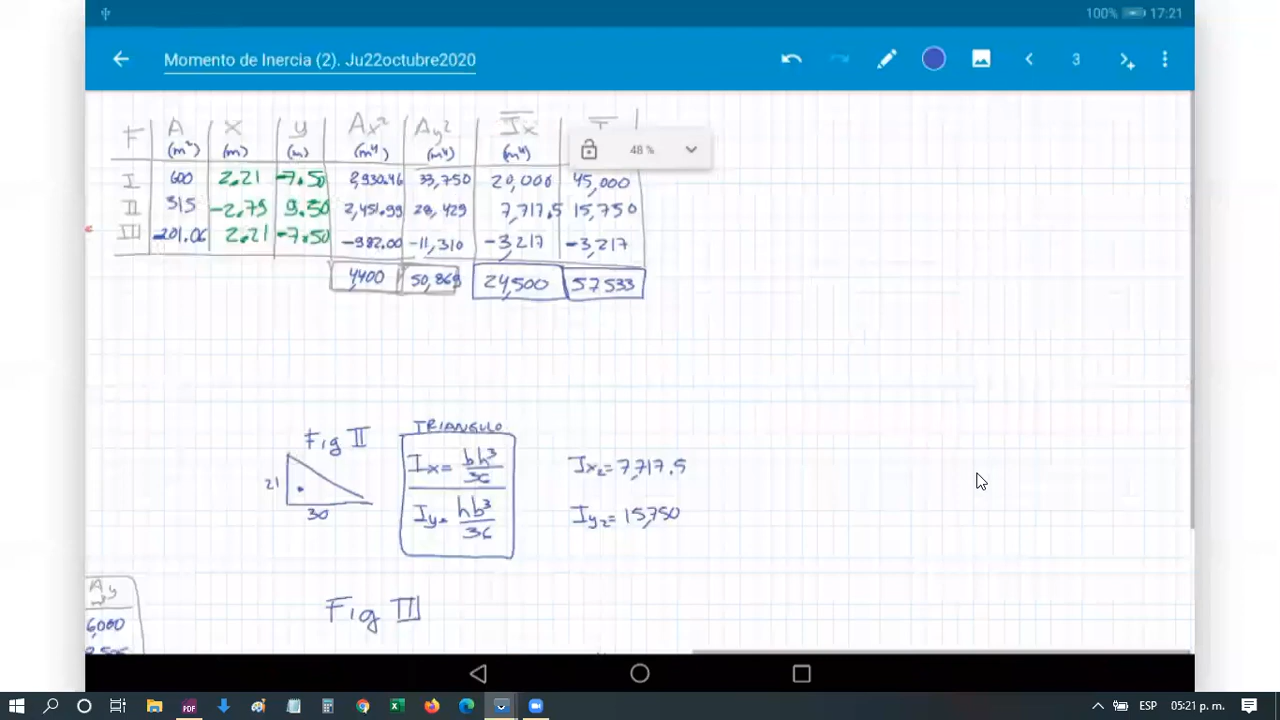 100% 17:21
Momento de Inercia (2). Ju22octubre2020 3
F A X y Ax² Ay² Ix
(m²) (m) (m) (m⁴) (m⁴) (m⁴)
48 %
I 600 2.21 -7.50 2,930.46 33,750 20,000 45,000
II 315 -2.79 9.50 2,451.99 28,429 7,717.5 15,750
III -201.06 2.21 -7.50 -982.00 -11,310 -3,217 -3,217
4400 50,869 24,500 57533
Fig II
21
30
TRIANGULO
Ix= bh³/36
Iy= hb³/36
Ix₂= 7,717.5
Iy₂= 15,750
Ay
6,000
Fig III
ESP 05:21 p. m.